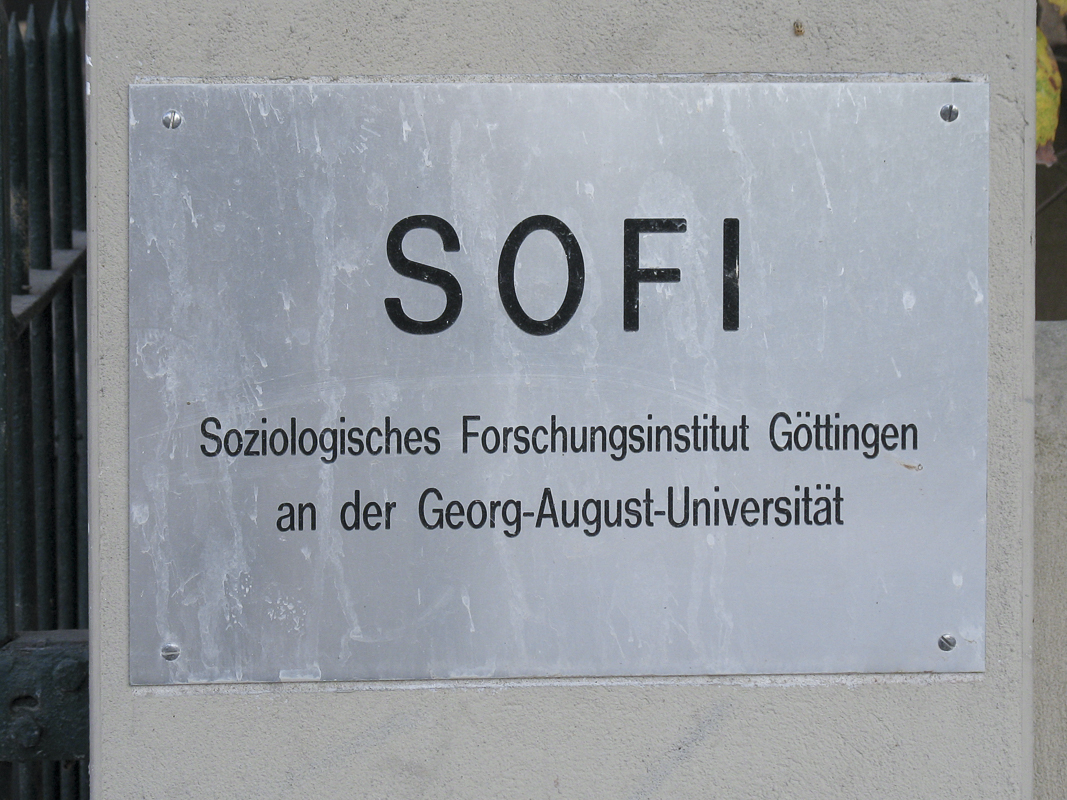 SOFI
Soziologisches Forschungsinstitut Göttingen
an der Georg-August-Universität